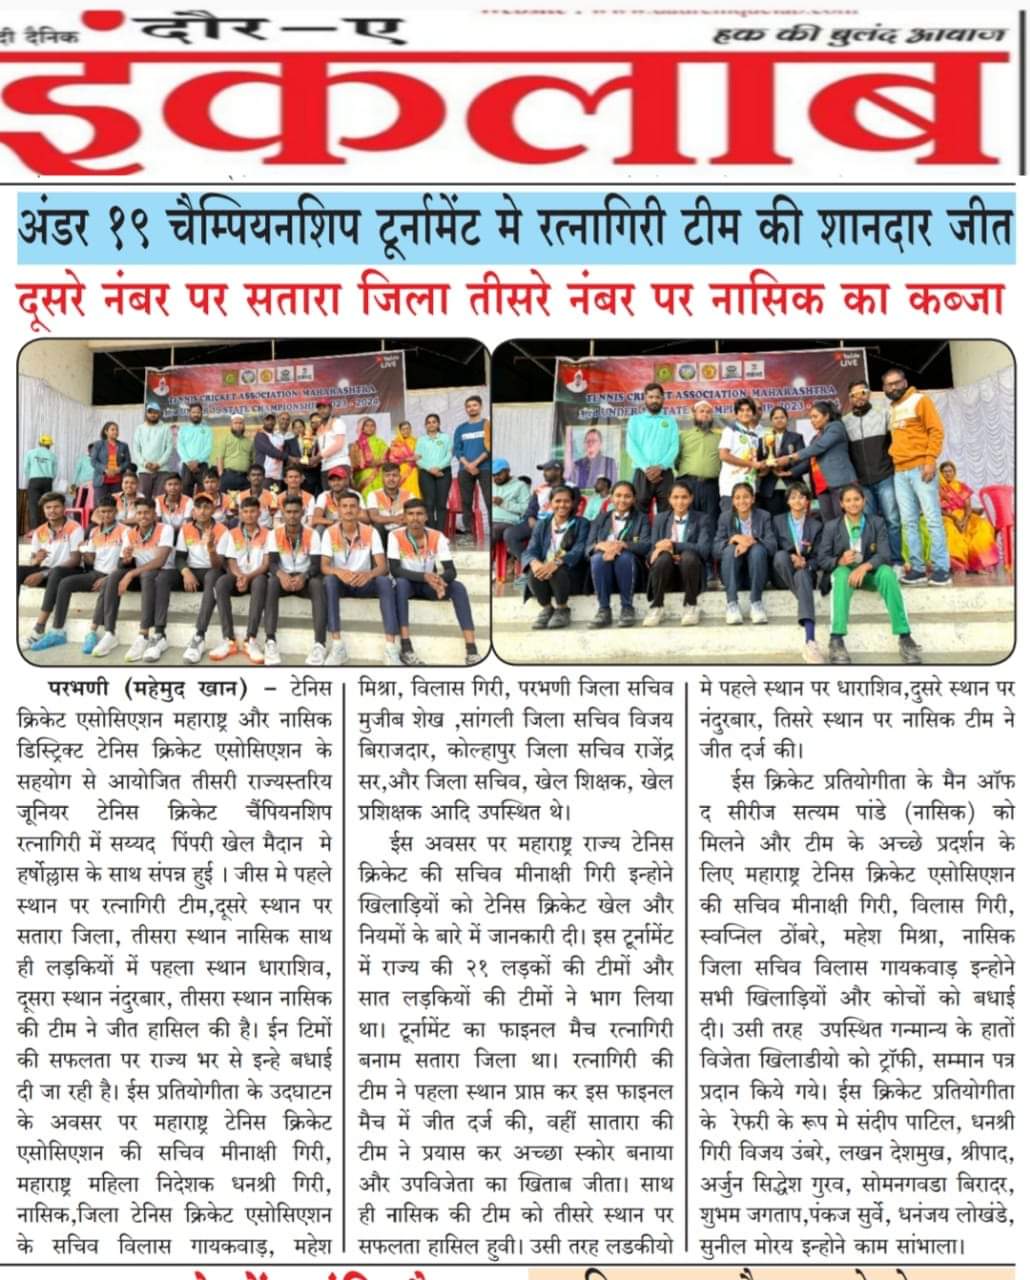 दौर-ए
दी दैनिक
हक की बुलंद आवाज
इंकलाब
अंडर १९ चैम्पियनशिप टूर्नामेंट मे रत्नागिरी टीम की शानदार जीत
दूसरे नंबर पर सतारा जिला तीसरे नंबर पर नासिक का कब्जा
LIVE
TENNIS CRICKET ASSOCIATION MAHARASHTRA
LIVE
TENNIS CRICKET ASSOCIATION MAHARASHTRA
परभणी (महेमुद खान) – टेनिस
क्रिकेट एसोसिएशन महाराष्ट्र और नासिक
डिस्ट्रिक्ट टेनिस क्रिकेट एसोसिएशन के
सहयोग से आयोजित तीसरी राज्यस्तरिय
जूनियर टेनिस क्रिकेट चैंपियनशिप
रत्नागिरी में सय्यद पिंपरी खेल मैदान मे
हर्षोल्लास के साथ संपन्न हुई । जीस मे पहले
स्थान पर रत्नागिरी टीम,दूसरे स्थान पर
सतारा जिला, तीसरा स्थान नासिक साथ
ही लड़कियों में पहला स्थान धाराशिव,
दूसरा स्थान नंदुरबार, तीसरा स्थान नासिक
की टीम ने जीत हासिल की है। ईन टिमों
की सफलता पर राज्य भर से इन्हे बधाई
दी जा रही है। ईस प्रतियोगीता के उदघाटन
के अवसर पर महाराष्ट्र टेनिस क्रिकेट
एसोसिएशन की सचिव मीनाक्षी गिरी,
महाराष्ट्र महिला निदेशक धनश्री गिरी,
नासिक,जिला टेनिस क्रिकेट एसोसिएशन
के सचिव विलास गायकवाड़, महेश
मिश्रा, विलास गिरी, परभणी जिला सचिव
मुजीब शेख ,सांगली जिला सचिव विजय
बिराजदार, कोल्हापुर जिला सचिव राजेंद्र
सर,और जिला सचिव, खेल शिक्षक, खेल
प्रशिक्षक आदि उपस्थित थे।
ईस अवसर पर महाराष्ट्र राज्य टेनिस
क्रिकेट की सचिव मीनाक्षी गिरी इन्होने
खिलाड़ियों को टेनिस क्रिकेट खेल और
नियमों के बारे में जानकारी दी। इस टूर्नामेंट
में राज्य की २१ लड़कों की टीमों और
सात लड़कियों की टीमों ने भाग लिया
था। टूर्नामेंट का फाइनल मैच रत्नागिरी
बनाम सतारा जिला था। रत्नागिरी की
टीम ने पहला स्थान प्राप्त कर इस फाइनल
मैच में जीत दर्ज की, वहीं सातारा की
टीम ने प्रयास कर अच्छा स्कोर बनाया
और उपविजेता का खिताब जीता। साथ
ही नासिक की टीम को तीसरे स्थान पर
सफलता हासिल हुवी। उसी तरह लडकीयो
मे पहले स्थान पर धाराशिव,दुसरे स्थान पर
नंदुरबार, तिसरे स्थान पर नासिक टीम ने
जीत दर्ज की।
ईस क्रिकेट प्रतियोगीता के मैन ऑफ
द सीरीज सत्यम पांडे (नासिक) को
मिलने और टीम के अच्छे प्रदर्शन के
लिए महाराष्ट्र टेनिस क्रिकेट एसोसिएशन
की सचिव मीनाक्षी गिरी, विलास गिरी,
स्वप्निल ठोंबरे, महेश मिश्रा, नासिक
जिला सचिव विलास गायकवाड़ इन्होने
सभी खिलाड़ियों और कोचों को बधाई
दी। उसी तरह उपस्थित गन्मान्य के हातों
विजेता खिलाडीयो को ट्रॉफी, सम्मान पत्र
प्रदान किये गये। ईस क्रिकेट प्रतियोगीता
के रेफरी के रूप मे संदीप पाटिल, धनश्री
गिरी विजय उंबरे, लखन देशमुख, श्रीपाद,
अर्जुन सिद्धेश गुरव, सोमनगवडा बिरादर,
शुभम जगताप,पंकज सुर्वे, धनंजय लोखंडे,
सुनील मोरय इन्होने काम सांभाला।